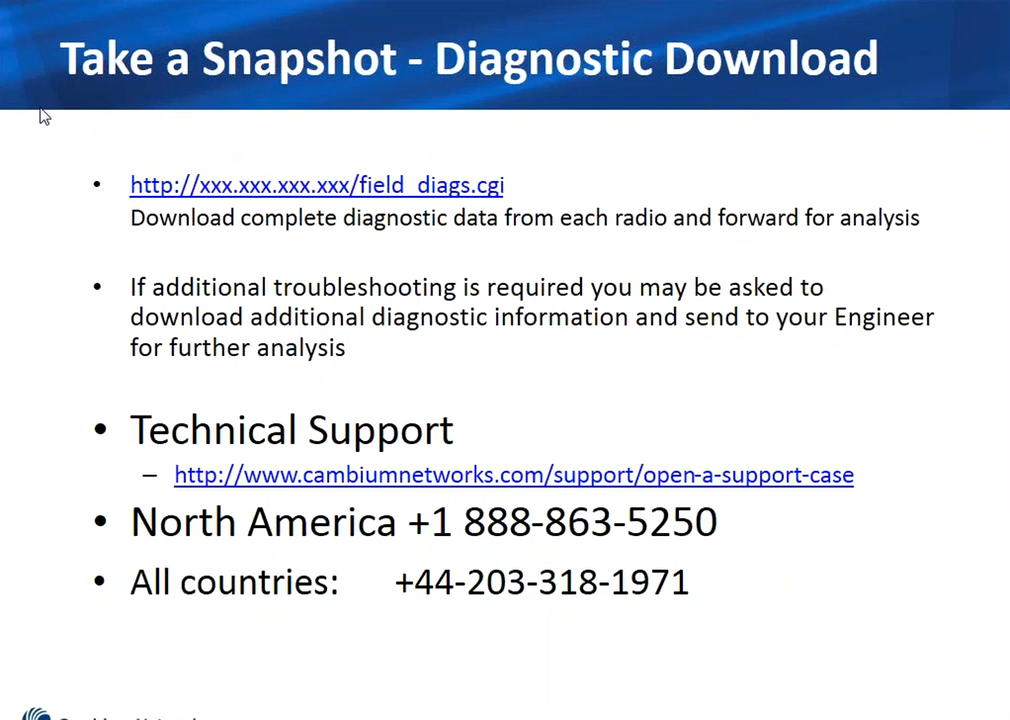 Take a Snapshot - Diagnostic Download
• http://xxx.xxx.xxx.xxx/field_diags.cgi
Download complete diagnostic data from each radio and forward for analysis
• If additional troubleshooting is required you may be asked to
download additional diagnostic information and send to your Engineer
for further analysis
• Technical Support
– http://www.cambiumnetworks.com/support/open-a-support-case
• North America +1 888-863-5250
• All countries: +44-203-318-1971